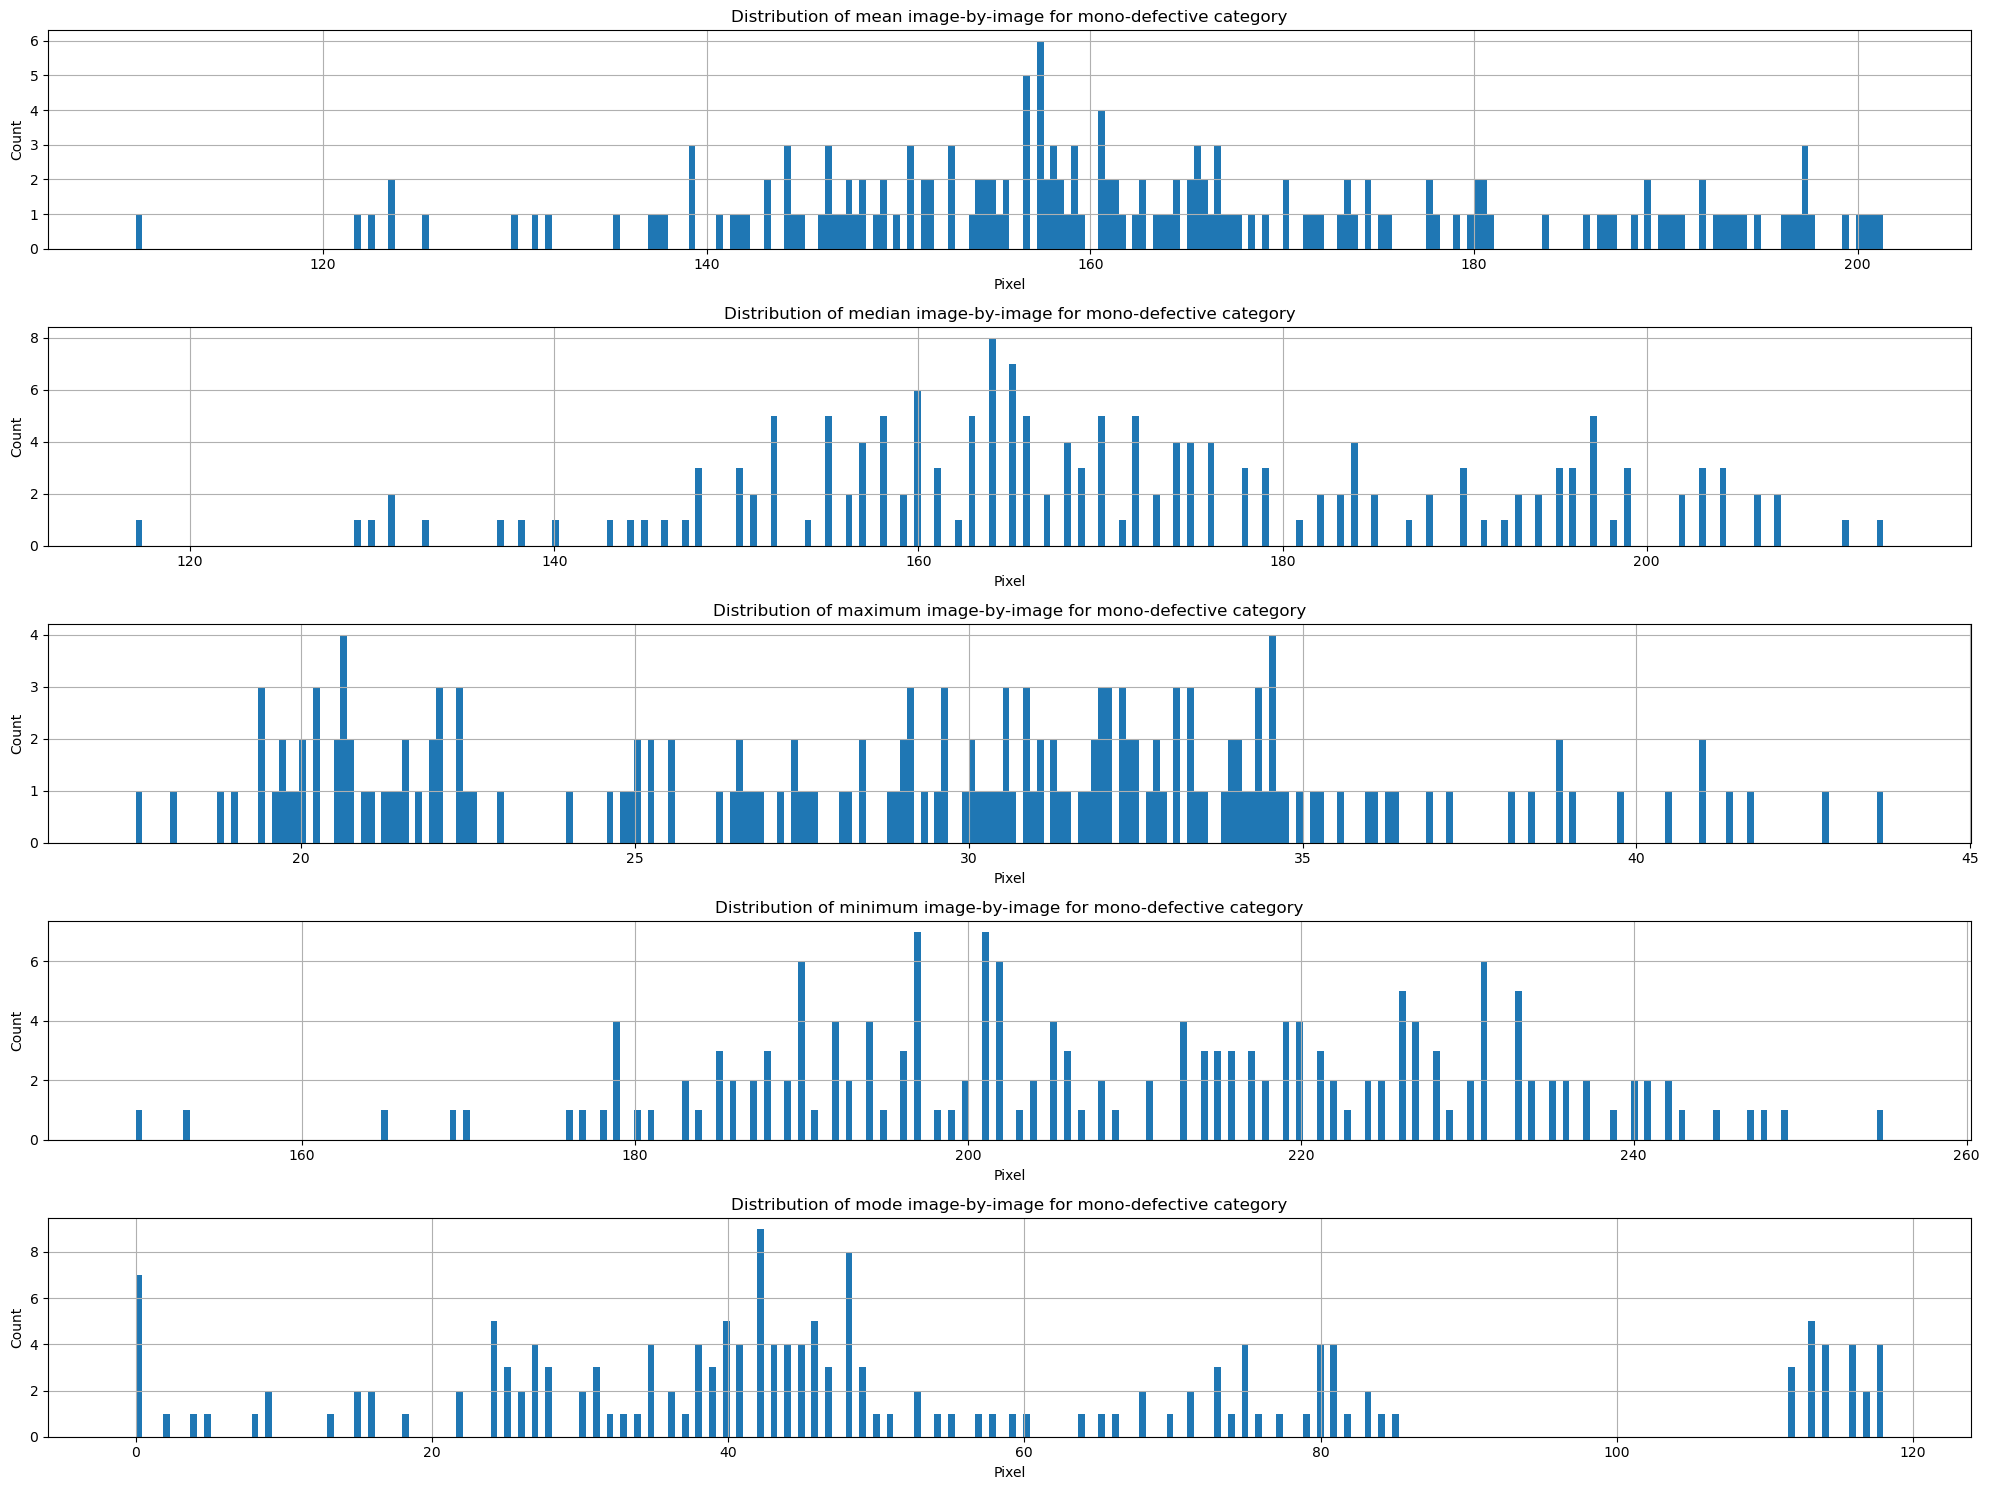 Distribution of mean image-by-image for mono-defective category
6
5
4
3
2
1
0
Count
120 140 160 180 200
Pixel
Distribution of median image-by-image for mono-defective category
8
6
4
2
0
Count
120 140 160 180 200
Pixel
Distribution of maximum image-by-image for mono-defective category
4
3
2
1
0
Count
20 25 30 35 40 45
Pixel
Distribution of minimum image-by-image for mono-defective category
6
4
2
0
Count
160 180 200 220 240 260
Pixel
Distribution of mode image-by-image for mono-defective category
8
6
4
2
0
Count
0 20 40 60 80 100 120
Pixel